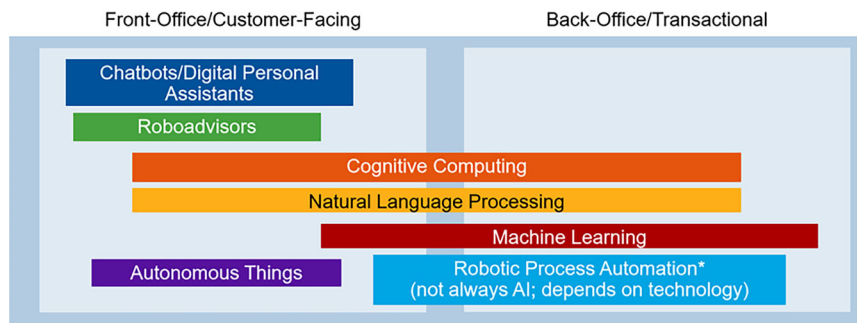 Front-Office/Customer-Facing
Back-Office/Transactional
Chatbots/Digital Personal
Assistants
Roboadvisors
Cognitive Computing
Natural Language Processing
Machine Learning
Autonomous Things
Robotic Process Automation*
(not always AI; depends on technology)